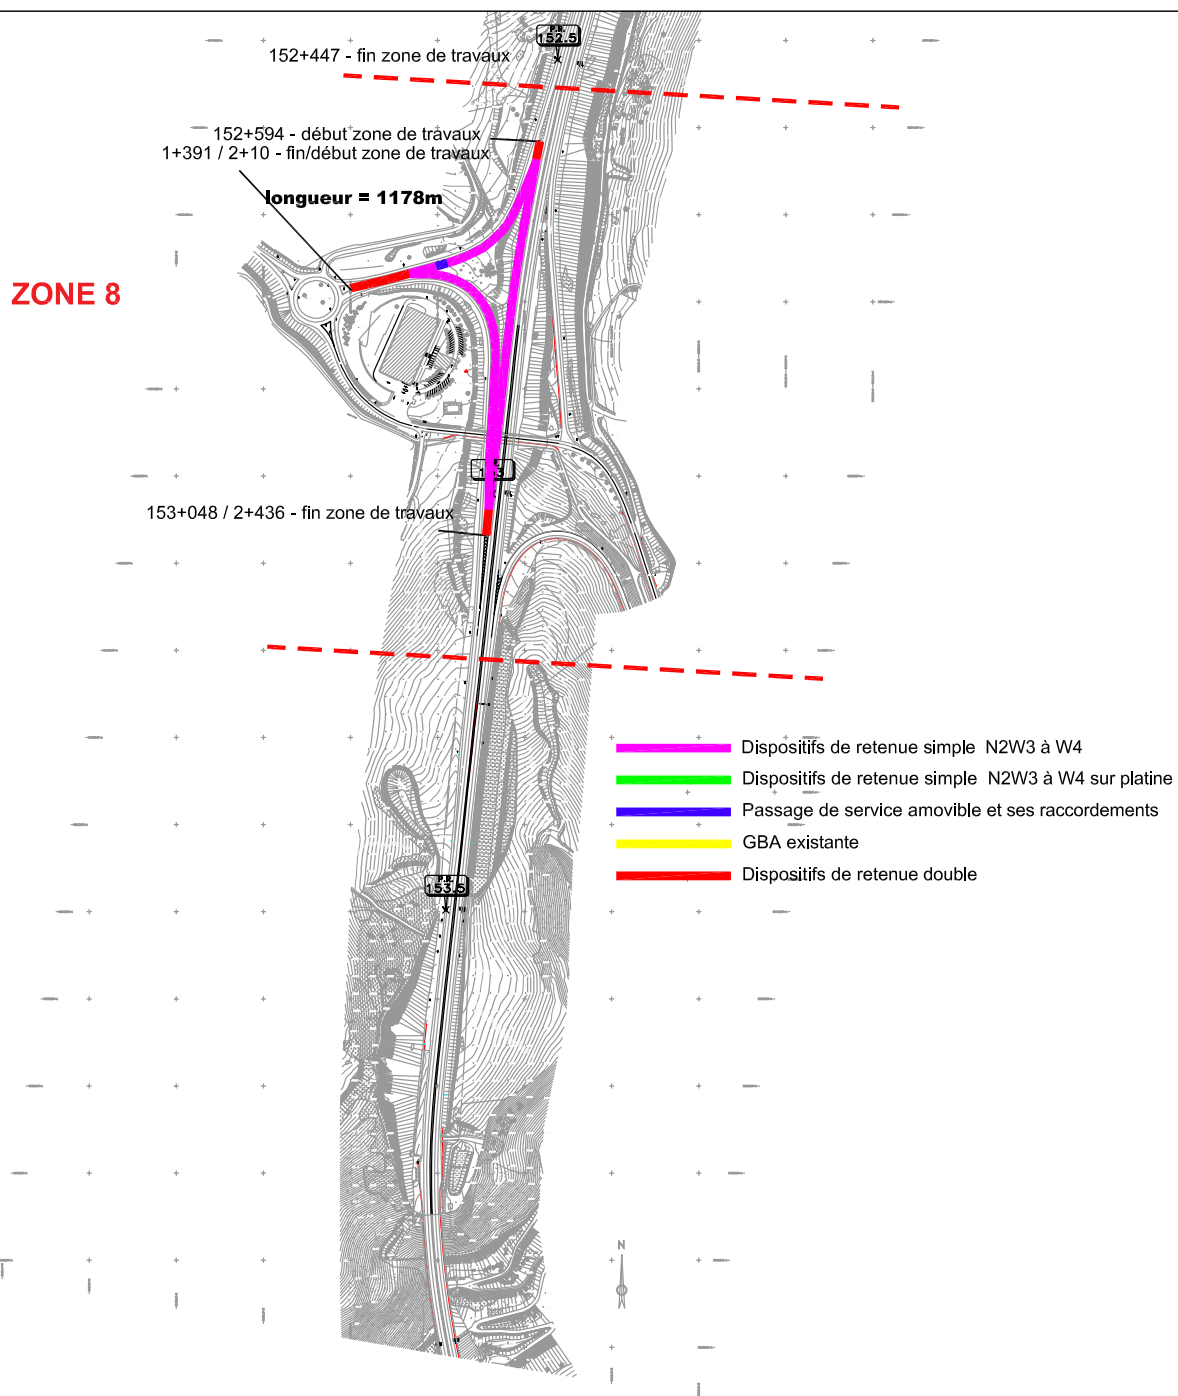 P.R.
152.5
152+447 - fin zone de travaux
152+594 - début zone de travaux
1+391 / 2+10 - fin/début zone de travaux
longueur = 1178m
ZONE 8
153+048 / 2+436 - fin zone de travaux
Dispositifs de retenue simple N2W3 à W4
Dispositifs de retenue simple N2W3 à W4 sur platine
Passage de service amovible et ses raccordements
GBA existante
Dispositifs de retenue double
P.R.
153.5
N